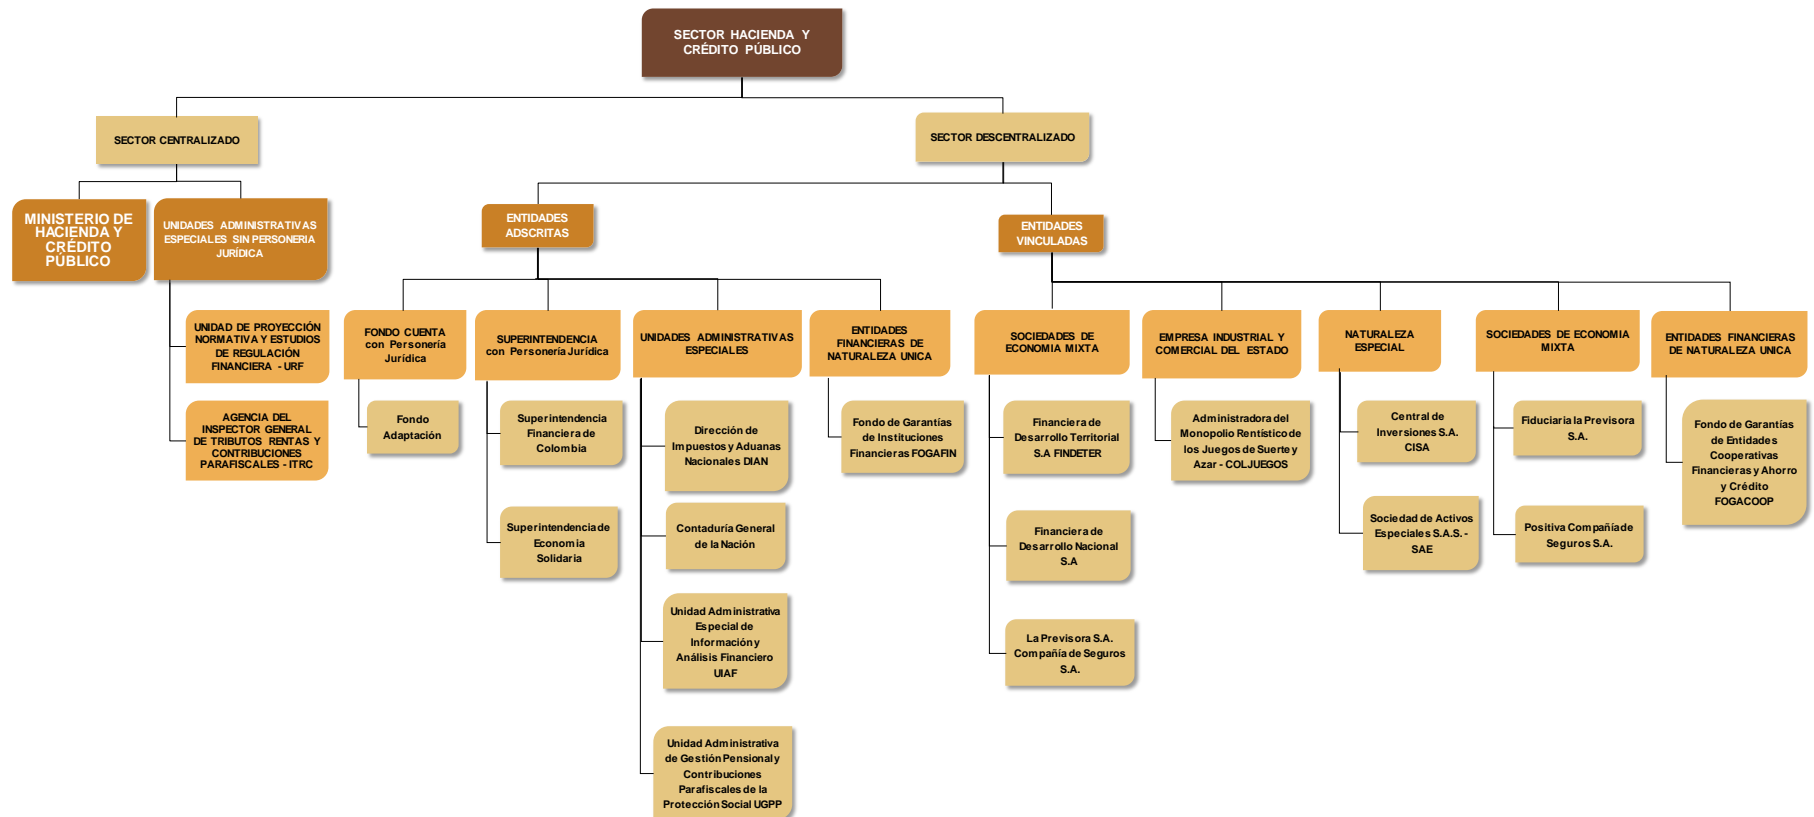 SECTOR HACIENDA Y
CRÉDITO PÚBLICO
SECTOR CENTRALIZADO
SECTOR DESCENTRALIZADO
MINISTERIO DE
HACIENDA Y
CRÉDITO
PÚBLICO
UNIDADES ADMINISTRATIVAS
ESPECIALES SIN PERSONERIA
JURÍDICA
ENTIDADES
ADSCRITAS
ENTIDADES
VINCULADAS
UNIDAD DE PROYECCIÓN
NORMATIVA Y ESTUDIOS
DE REGULACIÓN
FINANCIERA - URF
AGENCIA DEL
INSPECTOR GENERAL
DE TRIBUTOS RENTAS Y
CONTRIBUCIONES
PARAFISCALES - ITRC
FONDO CUENTA
con Personería
Jurídica
Fondo
Adaptación
SUPERINTENDENCIA
con Personería Jurídica
Superintendencia
Financiera de
Colombia
Superintendencia de
Economia
Solidaria
UNIDADES ADMINISTRATIVAS
ESPECIALES
Dirección de
Impuestos y Aduanas
Nacionales DIAN
Contaduría General
de la Nación
Unidad Administrativa
Especial de
Información y
Análisis Financiero
UIAF
Unidad Administrativa
de Gestión Pensional y
Contribuciones
Parafiscales de la
Protección Social UGPP
ENTIDADES
FINANCIERAS DE
NATURALEZA UNICA
Fondo de Garantías
de Instituciones
Financieras FOGAFIN
SOCIEDADES DE
ECONOMIA MIXTA
Financiera de
Desarrollo Territorial
S.A FINDETER
Financiera de
Desarrollo Nacional
S.A
La Previsora S.A.
Compañía de Seguros
S.A.
EMPRESA INDUSTRIAL Y
COMERCIAL DEL ESTADO
Administradora del
Monopolio Rentístico de
los Juegos de Suerte y
Azar - COLJUEGOS
NATURALEZA
ESPECIAL
Central de
Inversiones S.A.
CISA
Sociedad de Activos
Especiales S.A.S. -
SAE
SOCIEDADES DE ECONOMIA
MIXTA
Fiduciaria la Previsora
S.A.
Positiva Compañía de
Seguros S.A.
ENTIDADES FINANCIERAS
DE NATURALEZA UNICA
Fondo de Garantías
de Entidades
Cooperativas
Financieras y Ahorro
y Crédito
FOGACOOP